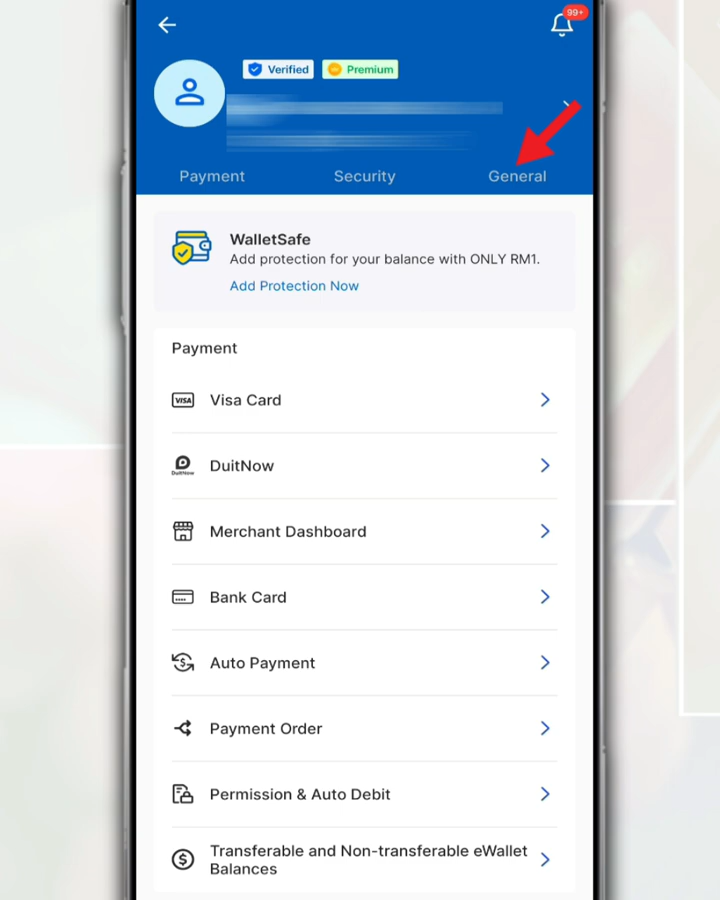 99+
Verified
Premium
Payment
Security
General
WalletSafe
Add protection for your balance with ONLY RM1.
Add Protection Now
Payment
VISA
Visa Card
DuitNow
DuitNow
Merchant Dashboard
Bank Card
Auto Payment
Payment Order
Permission & Auto Debit
Transferable and Non-transferable eWallet
Balances